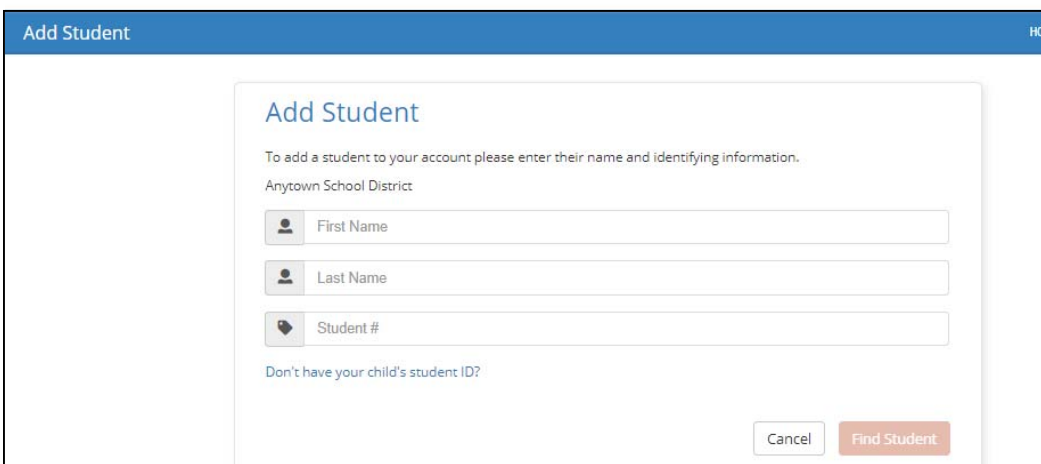 Add Student
Add Student
To add a student to your account please enter their name and identifying information.
Anytown School District
First Name
Last Name
Student #
Don't have your child's student ID?
Cancel
Find Student